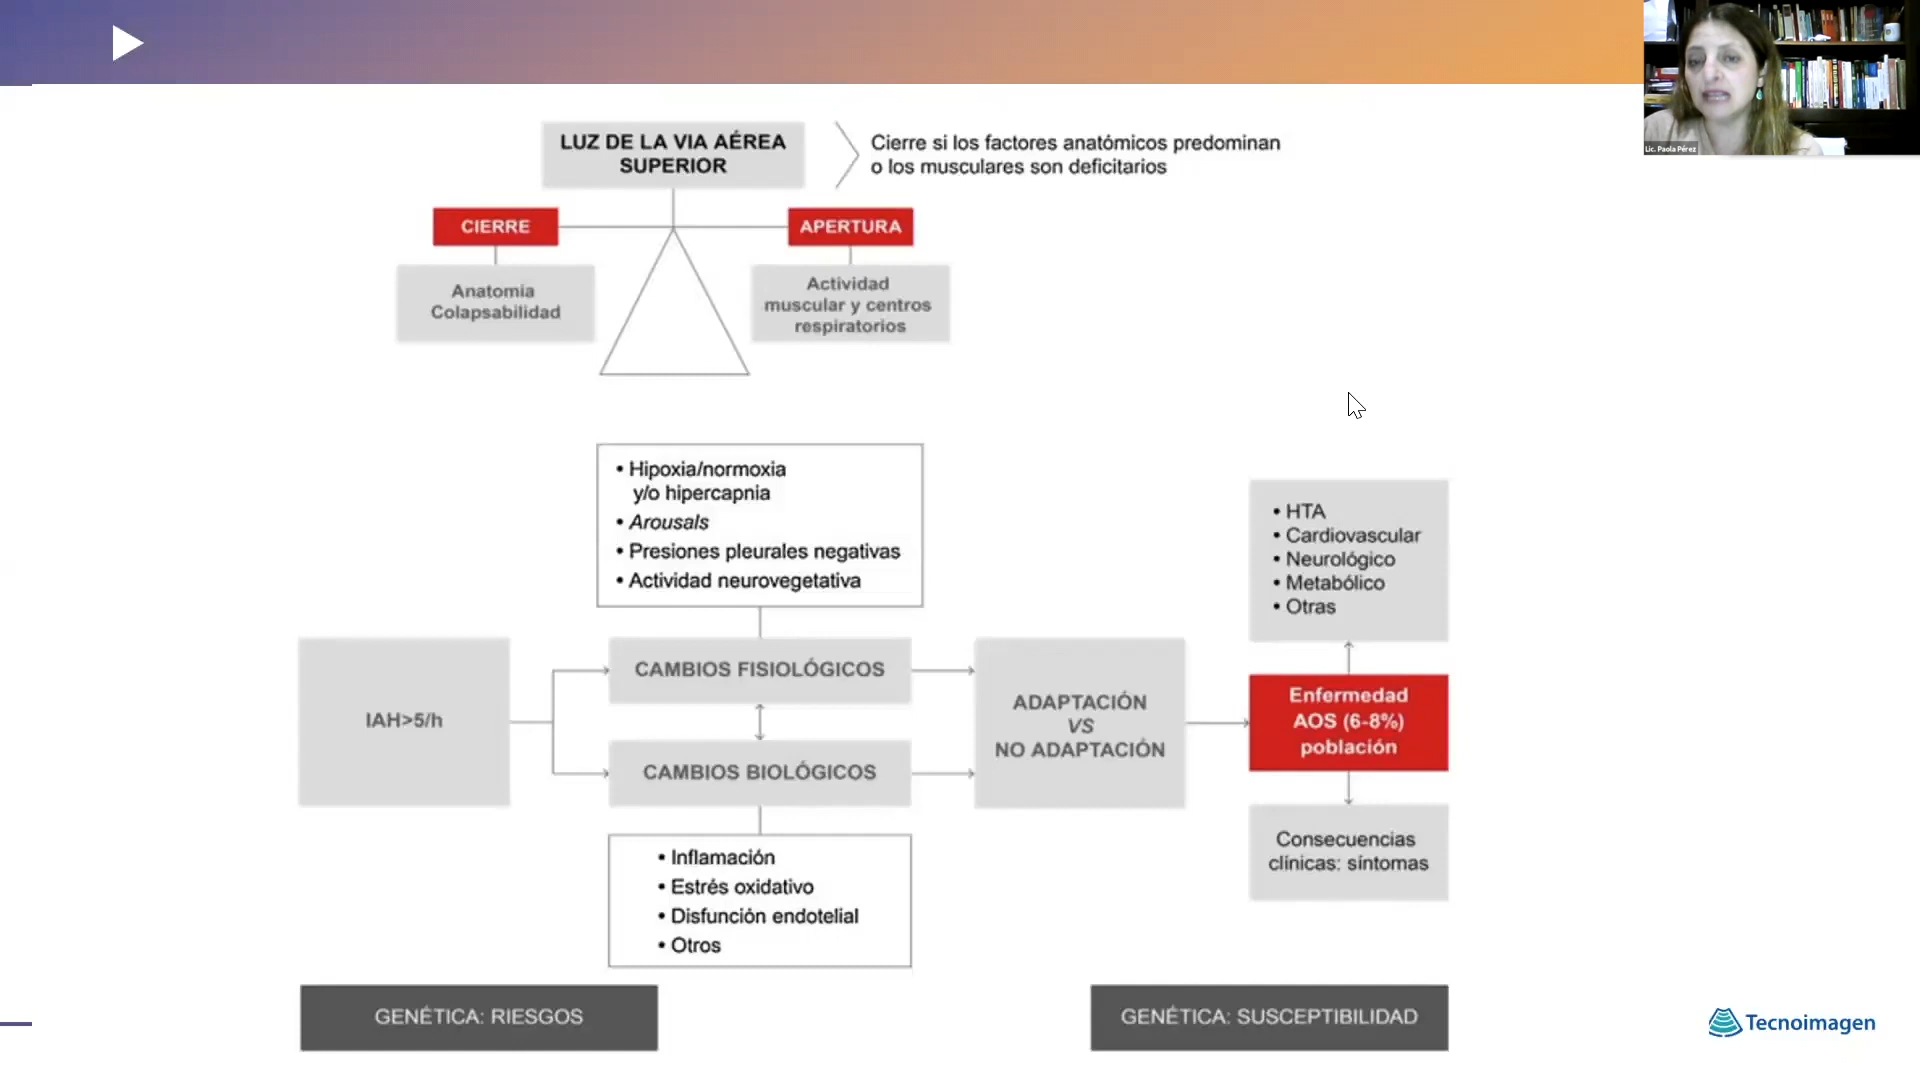 Lic. Paola Pérez
LUZ DE LA VIA AÉREA
SUPERIOR
Cierre si los factores anatómicos predominan
o los musculares son deficitarios
CIERRE
APERTURA
Anatomía
Colapsabilidad
Actividad
muscular y centros
respiratorios
• Hipoxia/normoxia
y/o hipercapnia
• Arousals
• Presiones pleurales negativas
• Actividad neurovegetativa
• HTA
• Cardiovascular
• Neurológico
• Metabólico
• Otras
IAH>5/h
CAMBIOS FISIOLÓGICOS
CAMBIOS BIOLÓGICOS
ADAPTACIÓN
VS
NO ADAPTACIÓN
Enfermedad
AOS (6-8%)
población
Consecuencias
clínicas: síntomas
• Inflamación
• Estrés oxidativo
• Disfunción endotelial
• Otros
GENÉTICA: RIESGOS
GENÉTICA: SUSCEPTIBILIDAD
Tecnoimagen